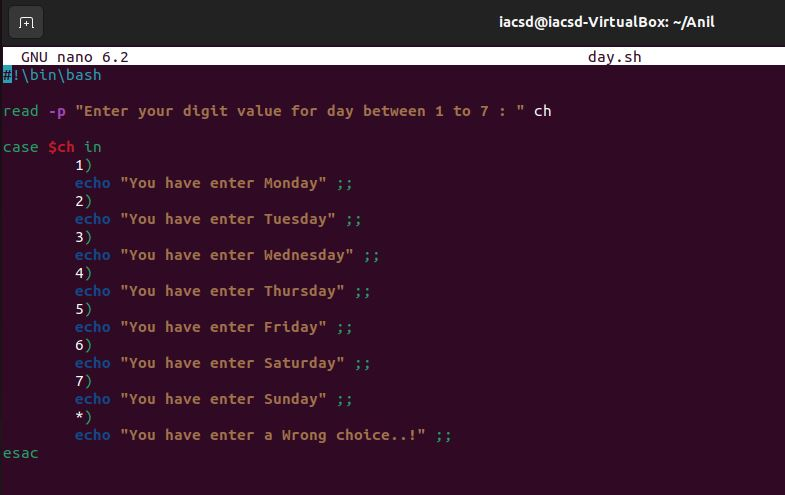 iacsd@iacsd-VirtualBox: ~/Anil
GNU nano 6.2 day.sh
#!\bin\bash
read -p "Enter your digit value for day between 1 to 7 : " ch
case $ch in
1)
echo "You have enter Monday" ;;
2)
echo "You have enter Tuesday" ;;
3)
echo "You have enter Wednesday" ;;
4)
echo "You have enter Thursday" ;;
5)
echo "You have enter Friday" ;;
6)
echo "You have enter Saturday" ;;
7)
echo "You have enter Sunday" ;;
*)
echo "You have enter a Wrong choice..!" ;;
esac